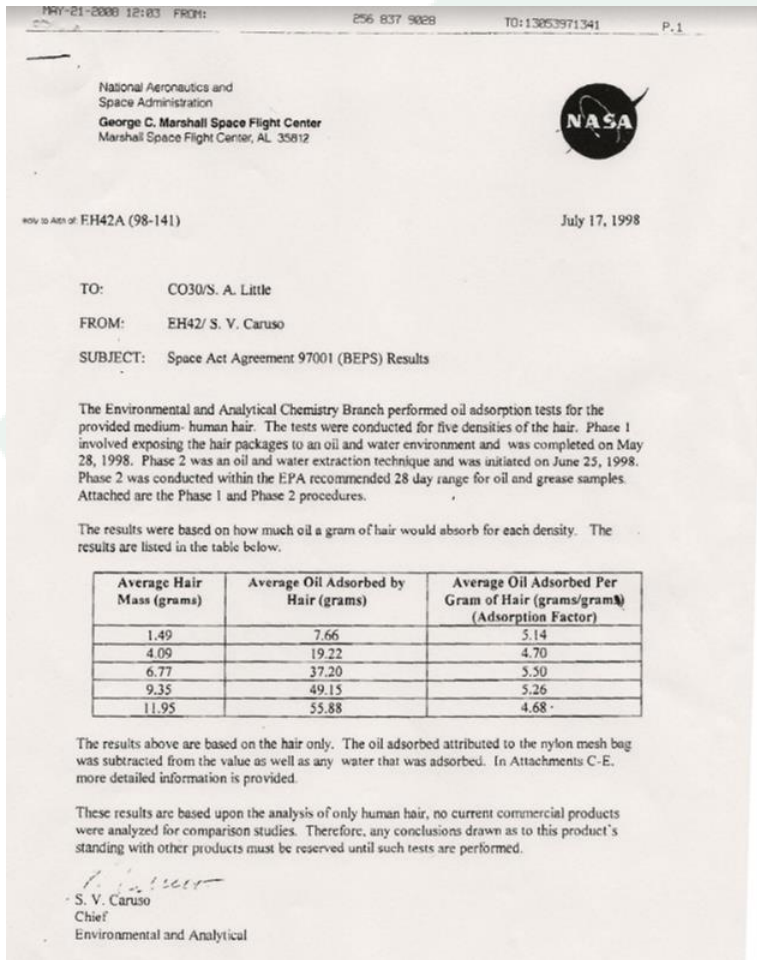 MAY-21-2008 12:03 FROM: 256 837 9028 TO:13053971341 P.1
National Aeronautics and
Space Administration
George C. Marshall Space Flight Center
Marshall Space Flight Center, AL 35812
NASA
Reply to Attn of: EH42A (98-141) July 17, 1998
TO: CO30/S. A. Little
FROM: EH42/ S. V. Caruso
SUBJECT: Space Act Agreement 97001 (BEPS) Results
The Environmental and Analytical Chemistry Branch performed oil adsorption tests for the
provided medium- human hair. The tests were conducted for five densities of the hair. Phase 1
involved exposing the hair packages to an oil and water environment and was completed on May
28, 1998. Phase 2 was an oil and water extraction technique and was initiated on June 25, 1998.
Phase 2 was conducted within the EPA recommended 28 day range for oil and grease samples.
Attached are the Phase 1 and Phase 2 procedures.
The results were based on how much oil a gram of hair would absorb for each density. The
results are listed in the table below.
Average Hair Average Oil Adsorbed by Average Oil Adsorbed Per
Mass (grams) Hair (grams) Gram of Hair (grams/gram)
(Adsorption Factor)
1.49 7.66 5.14
4.09 19.22 4.70
6.77 37.20 5.50
9.35 49.15 5.26
11.95 55.88 4.68
The results above are based on the hair only. The oil adsorbed attributed to the nylon mesh bag
was subtracted from the value as well as any water that was adsorbed. In Attachments C-E.
more detailed information is provided.
These results are based upon the analysis of only human hair, no current commercial products
were analyzed for comparison studies. Therefore, any conclusions drawn as to this product's
standing with other products must be reserved until such tests are performed.
S. V. Caruso
Chief
Environmental and Analytical